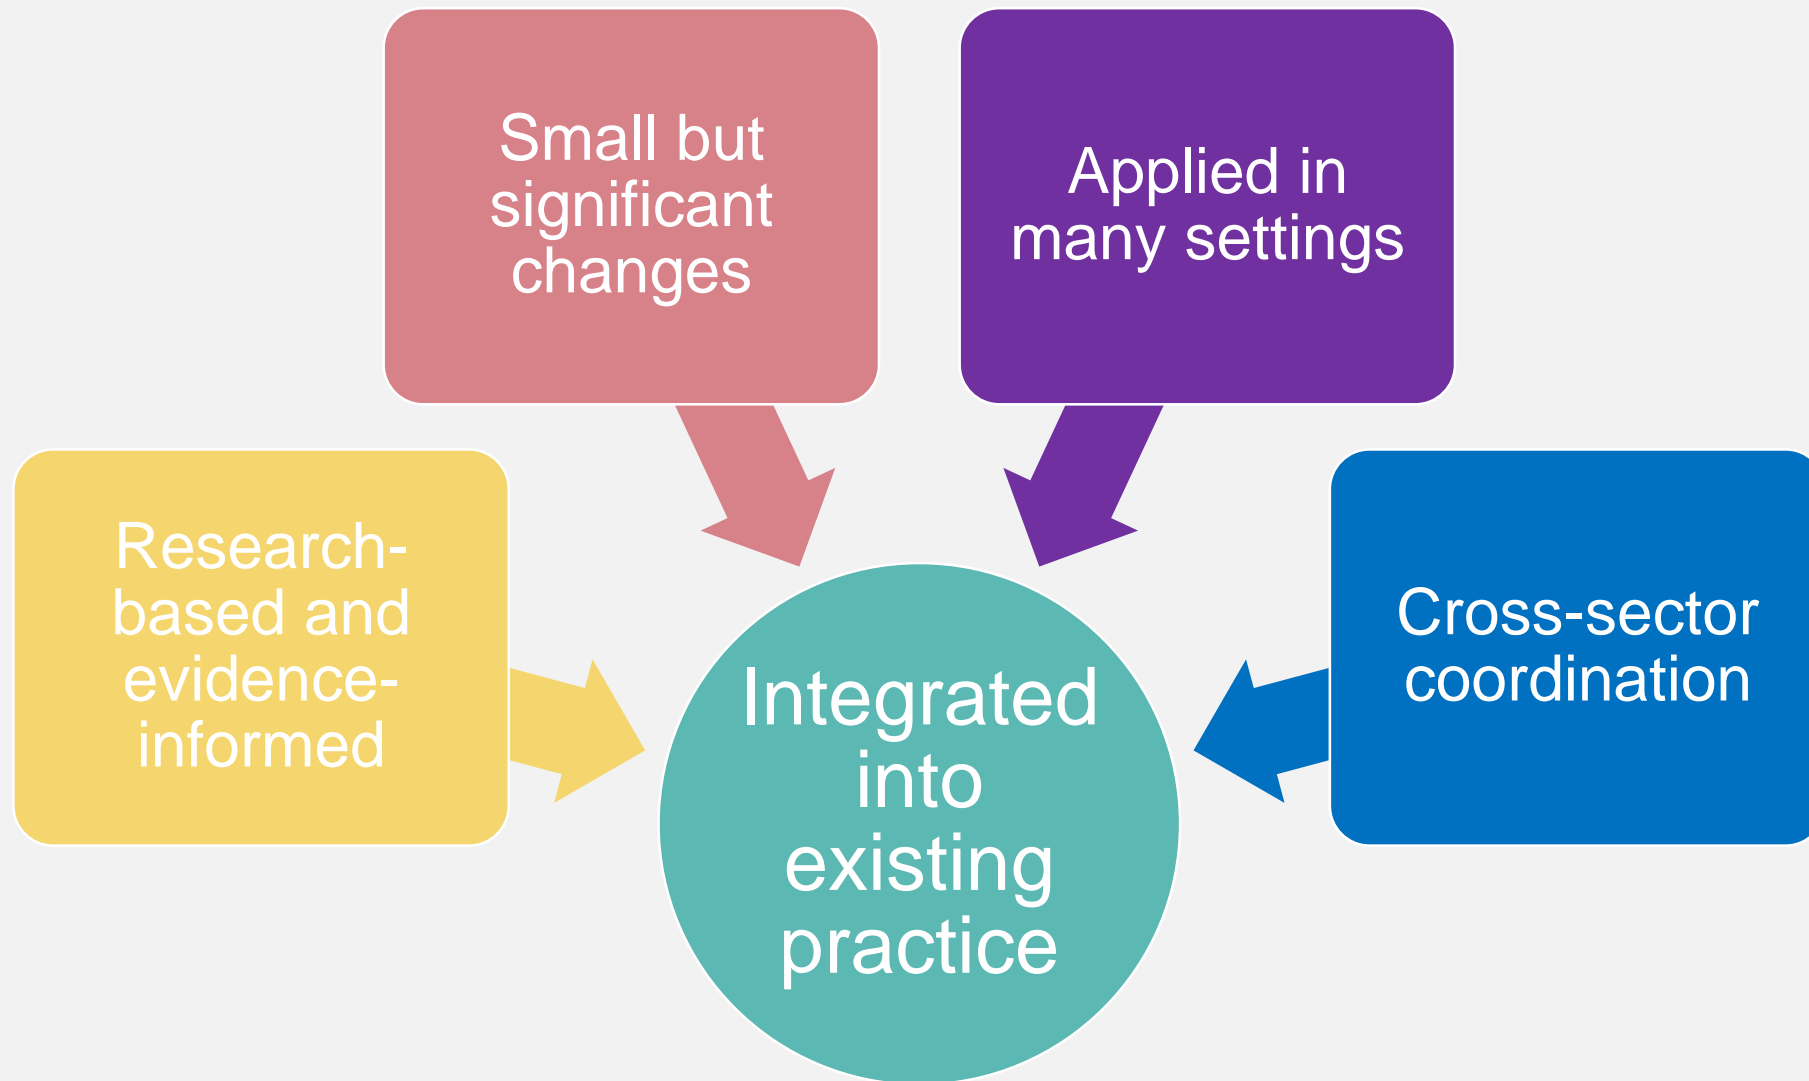 Small but
significant
changes
Applied in
many settings
Research-
based and
evidence-
informed
Cross-sector
coordination
Integrated
into
existing
practice